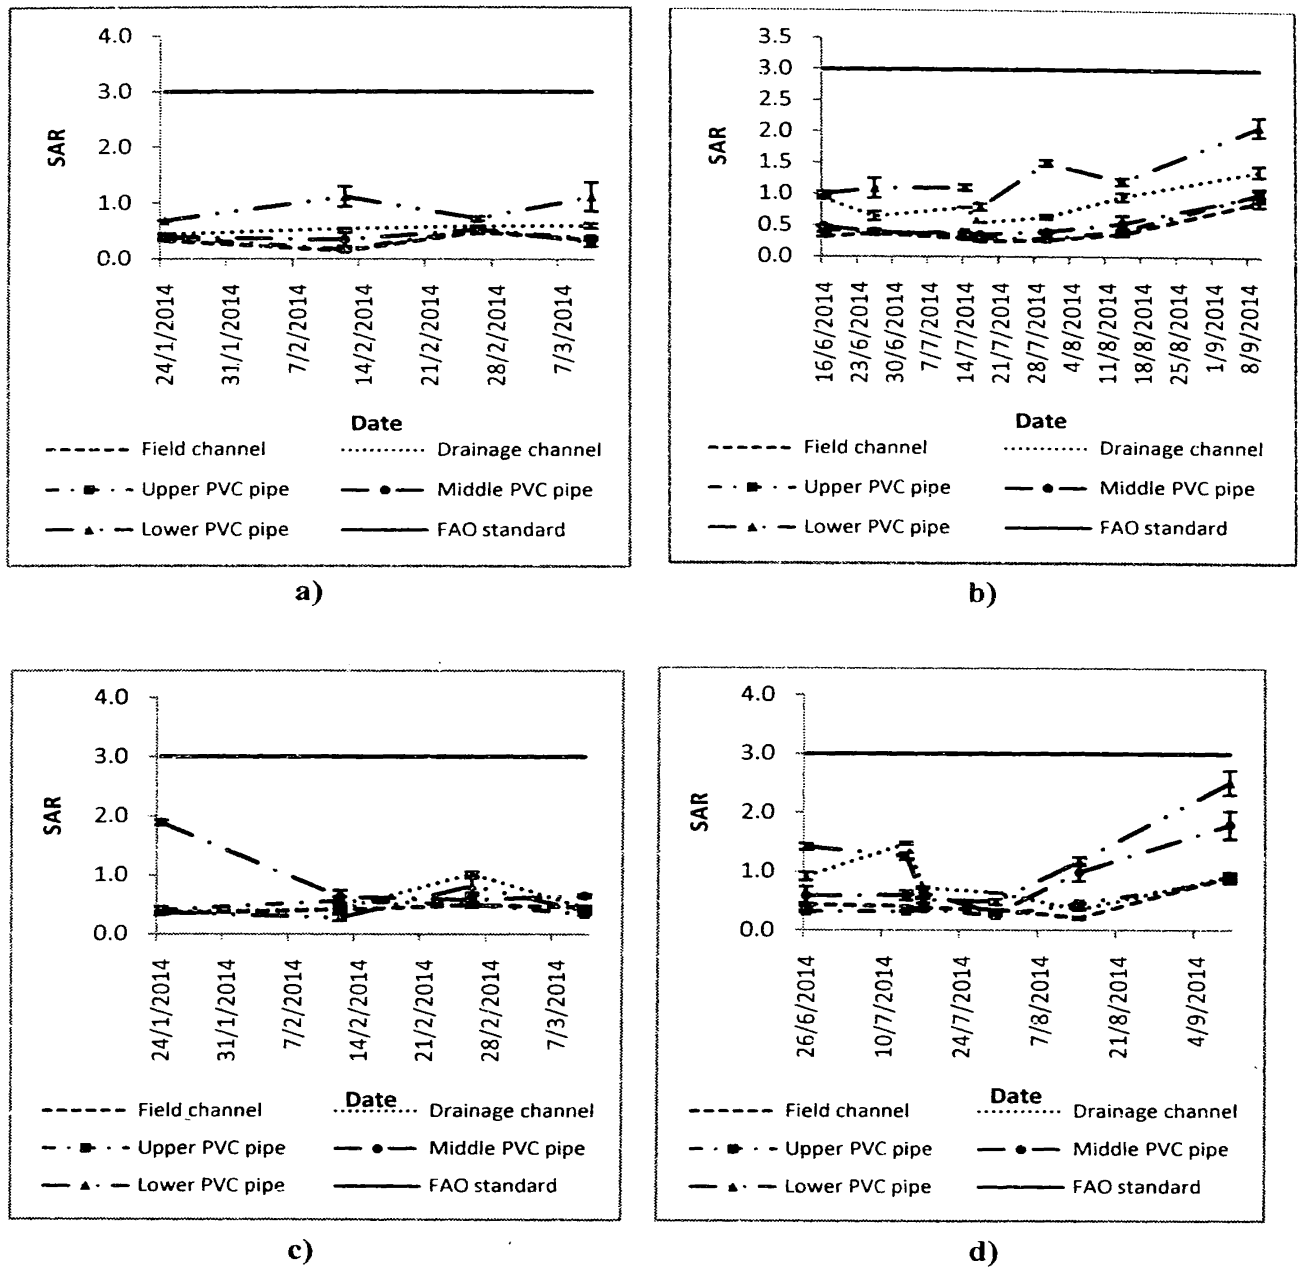 4.0
3.0
2.0
1.0
0.0
SAR
24/1/2014
31/1/2014
7/2/2014
14/2/2014
21/2/2014
28/2/2014
7/3/2014
Date
Field channel
Drainage channel
Upper PVC pipe
Middle PVC pipe
Lower PVC pipe
FAO standard
a)
3.5
3.0
2.5
2.0
1.5
1.0
0.5
0.0
SAR
16/6/2014
23/6/2014
30/6/2014
7/7/2014
14/7/2014
21/7/2014
28/7/2014
4/8/2014
11/8/2014
18/8/2014
25/8/2014
1/9/2014
8/9/2014
Date
Field channel
Drainage channel
Upper PVC pipe
Middle PVC pipe
Lower PVC pipe
FAO standard
b)
4.0
3.0
2.0
1.0
0.0
SAR
24/1/2014
31/1/2014
7/2/2014
14/2/2014
21/2/2014
28/2/2014
7/3/2014
Date
Field channel
Drainage channel
Upper PVC pipe
Middle PVC pipe
Lower PVC pipe
FAO standard
c)
4.0
3.0
2.0
1.0
0.0
SAR
26/6/2014
10/7/2014
24/7/2014
7/8/2014
21/8/2014
4/9/2014
Date
Field channel
Drainage channel
Upper PVC pipe
Middle PVC pipe
Lower PVC pipe
FAO standard
d)